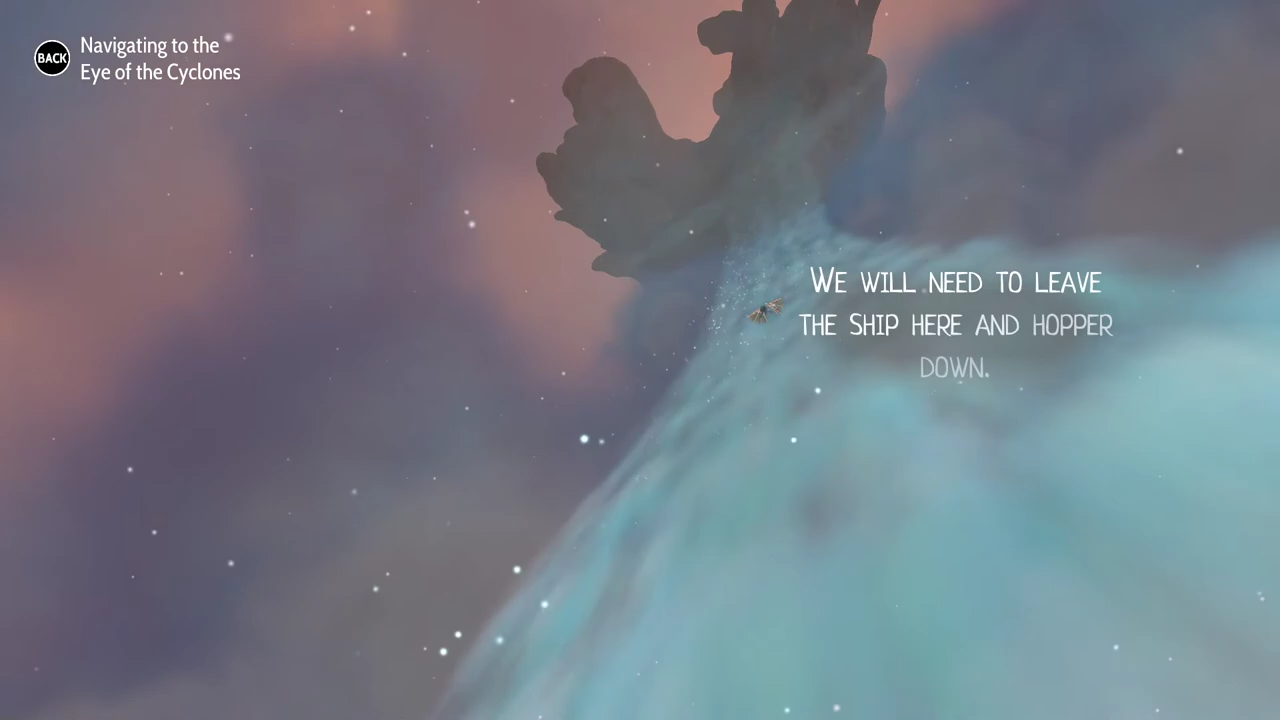 BACK
Navigating to the
Eye of the Cyclones
WE WILL NEED TO LEAVE
THE SHIP HERE AND HOPPER
DOWN.